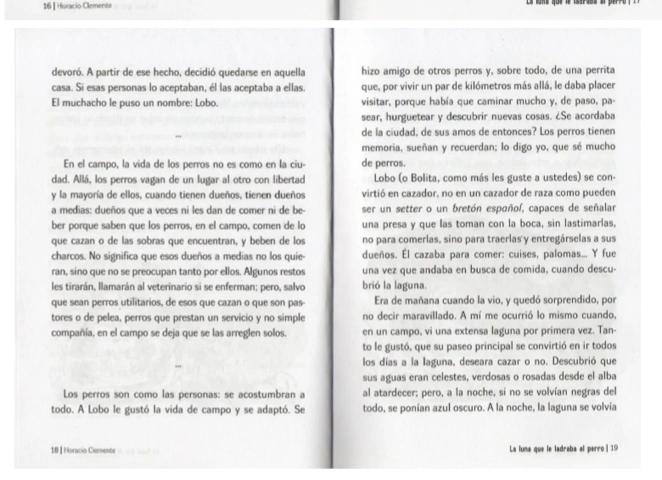 16 | Horacio Clemente
La luna que le ladraba al perro | 17
devoró. A partir de ese hecho, decidió quedarse en aquella
casa. Si esas personas lo aceptaban, él las aceptaba a ellas.
El muchacho le puso un nombre: Lobo.
...
En el campo, la vida de los perros no es como en la ciu-
dad. Allá, los perros vagan de un lugar al otro con libertad
y la mayoría de ellos, cuando tienen dueños, tienen dueños
a medias: dueños que a veces ni les dan de comer ni de be-
ber porque saben que los perros, en el campo, comen de lo
que cazan o de las sobras que encuentran, y beben de los
charcos. No significa que esos dueños a medias no los quie-
ran, sino que no se preocupan tanto por ellos. Algunos restos
les tirarán, llamarán al veterinario si se enferman; pero, salvo
que sean perros utilitarios, de esos que cazan o que son pas-
tores o de pelea, perros que prestan un servicio y no simple
compañía, en el campo se deja que se las arreglen solos.
...
Los perros son como las personas: se acostumbran a
todo. A Lobo le gustó la vida de campo y se adaptó. Se
18 | Horacio Clemente
hizo amigo de otros perros y, sobre todo, de una perrita
que, por vivir un par de kilómetros más allá, le daba placer
visitar, porque había que caminar mucho y, de paso, pa-
sear, hurguetear y descubrir nuevas cosas. ¿Se acordaba
de la ciudad, de sus amos de entonces? Los perros tienen
memoria, sueñan y recuerdan; lo digo yo, que sé mucho
de perros.
Lobo (o Bolita, como más les guste a ustedes) se con-
virtió en cazador, no en un cazador de raza como pueden
ser un setter o un bretón español, capaces de señalar
una presa y que las toman con la boca, sin lastimarlas,
no para comerlas, sino para traerlas y entregárselas a sus
dueños. Él cazaba para comer: cuises, palomas... Y fue
una vez que andaba en busca de comida, cuando descu-
brió la laguna.
Era de mañana cuando la vio, y quedó sorprendido, por
no decir maravillado. A mí me ocurrió lo mismo cuando,
en un campo, vi una extensa laguna por primera vez. Tan-
to le gustó, que su paseo principal se convirtió en ir todos
los días a la laguna, deseara cazar o no. Descubrió que
sus aguas eran celestes, verdosas o rosadas desde el alba
al atardecer; pero, a la noche, si no se volvían negras del
todo, se ponían azul oscuro. A la noche, la laguna se volvía
La luna que le ladraba al perro | 19